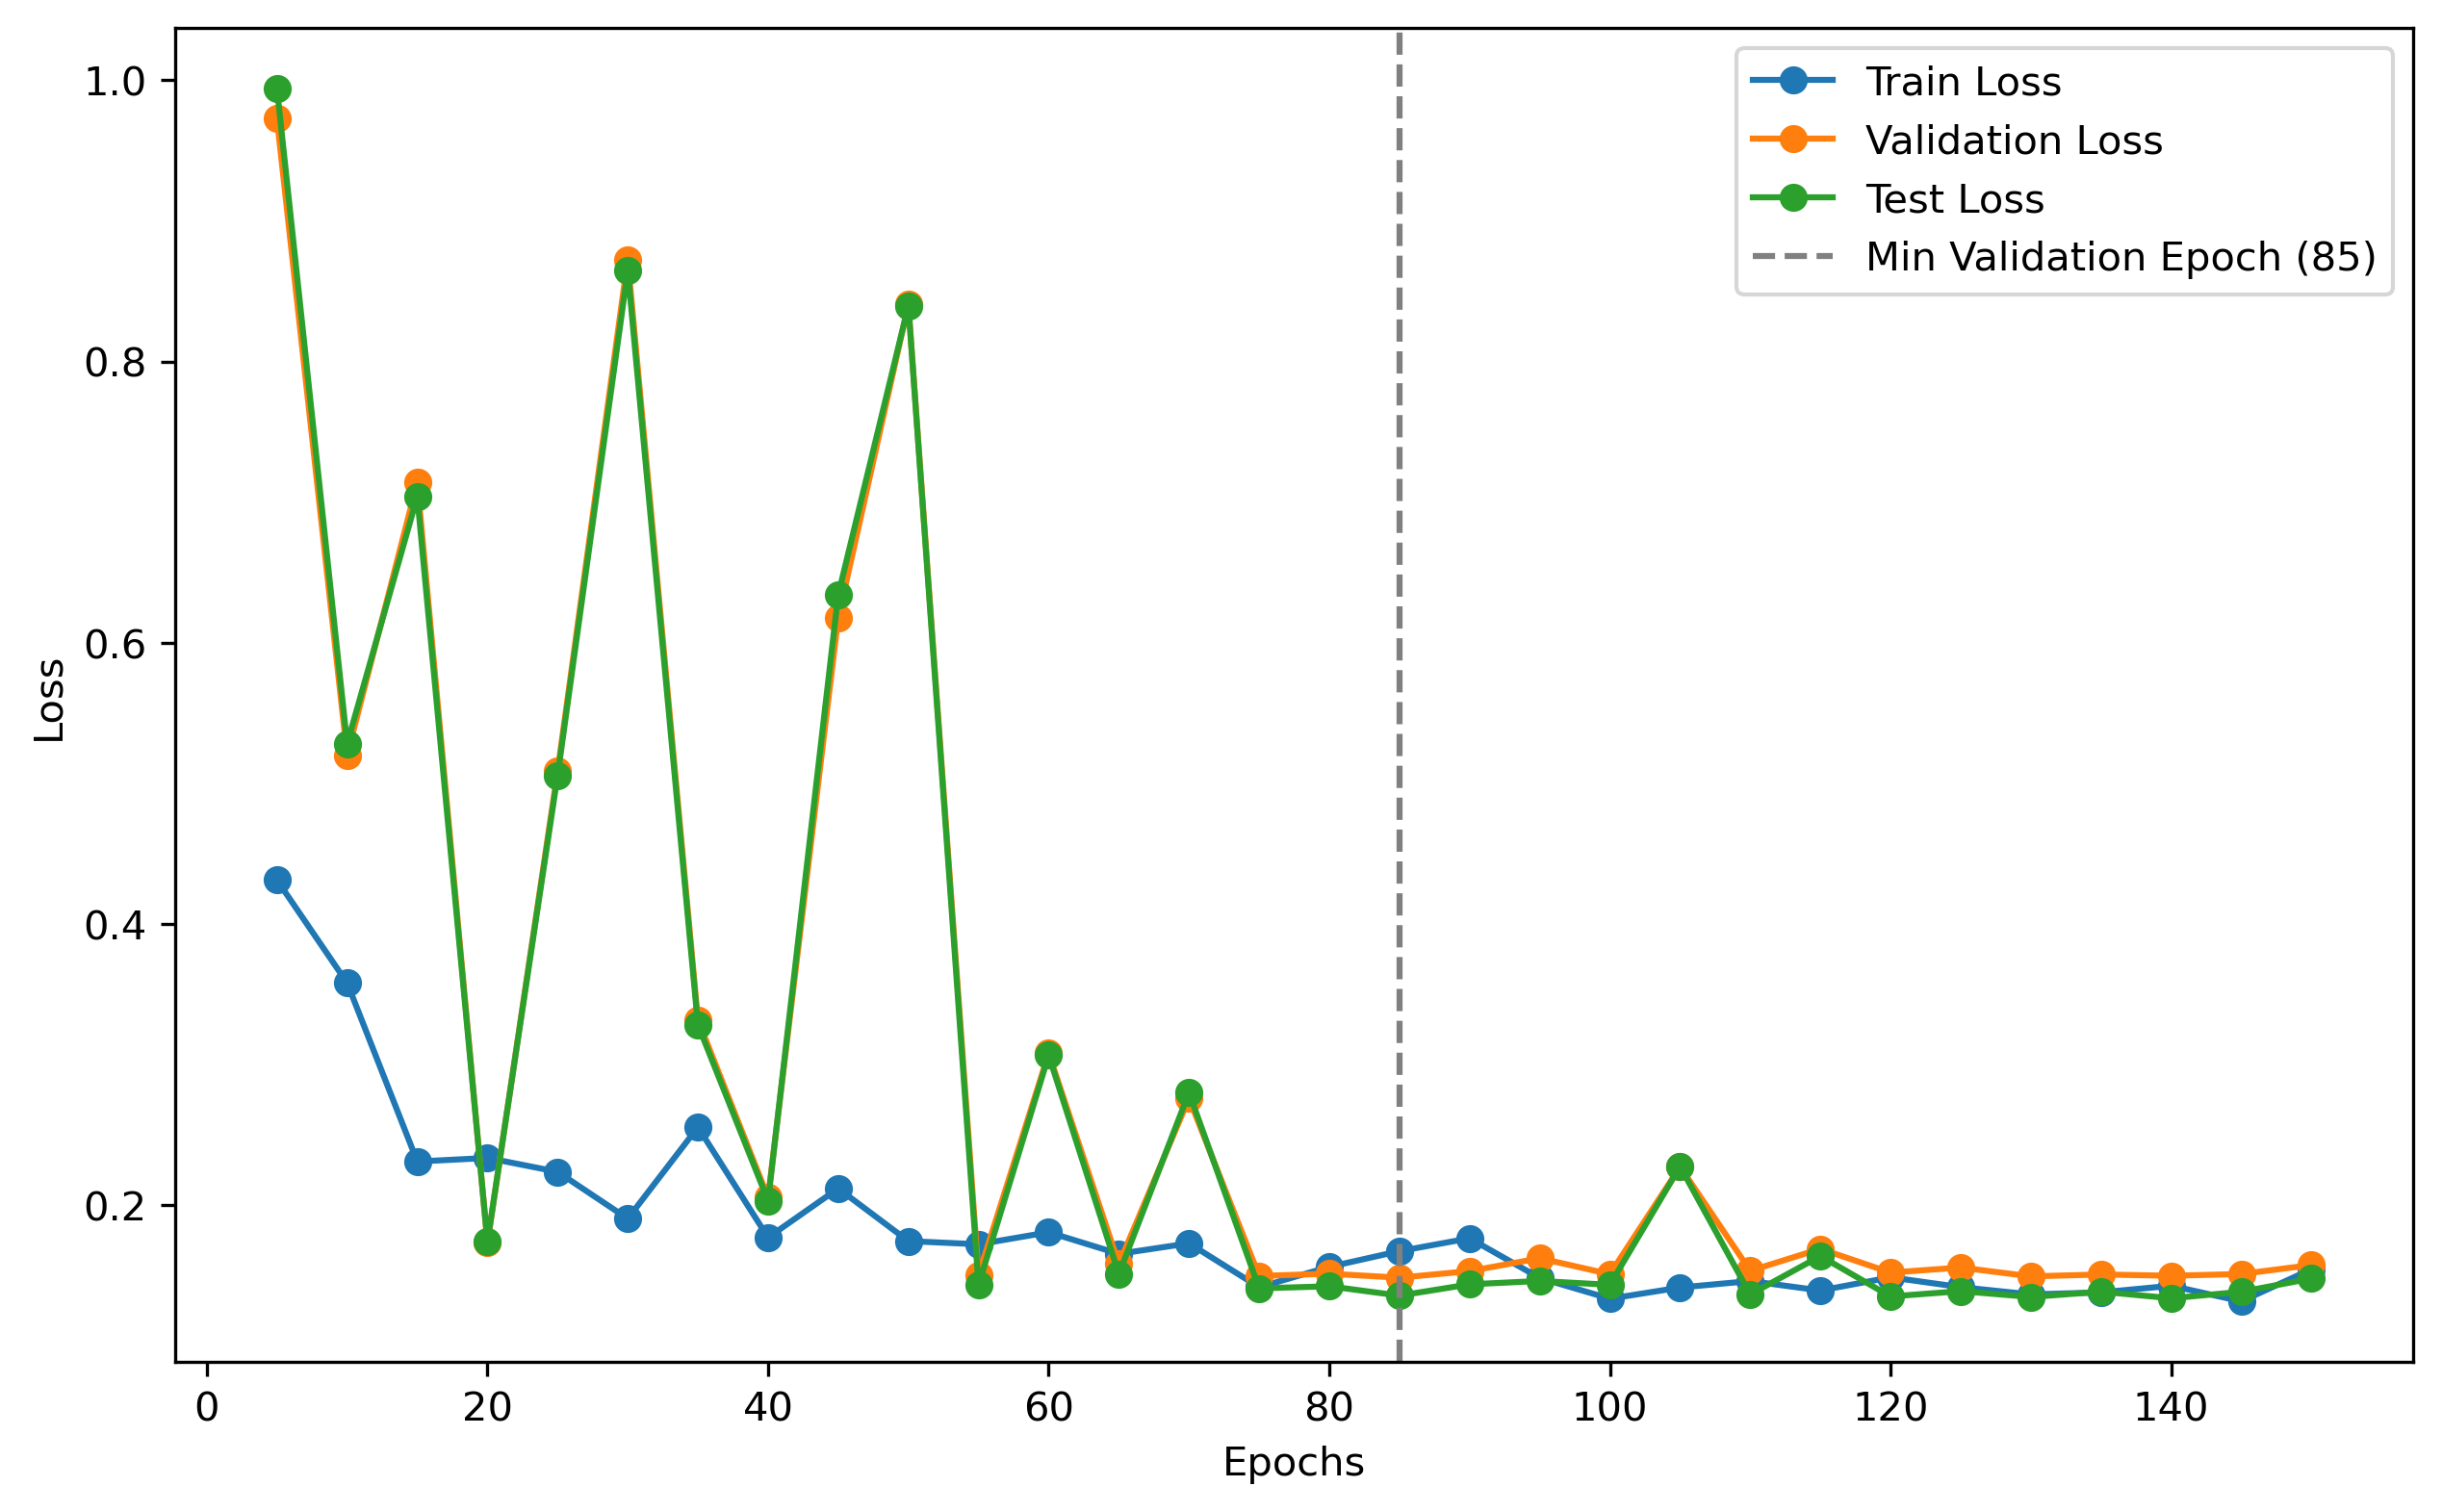 1.0
0.8
0.6
0.4
0.2
Loss
0 20 40 60 80 100 120 140
Epochs
Train Loss
Validation Loss
Test Loss
Min Validation Epoch (85)